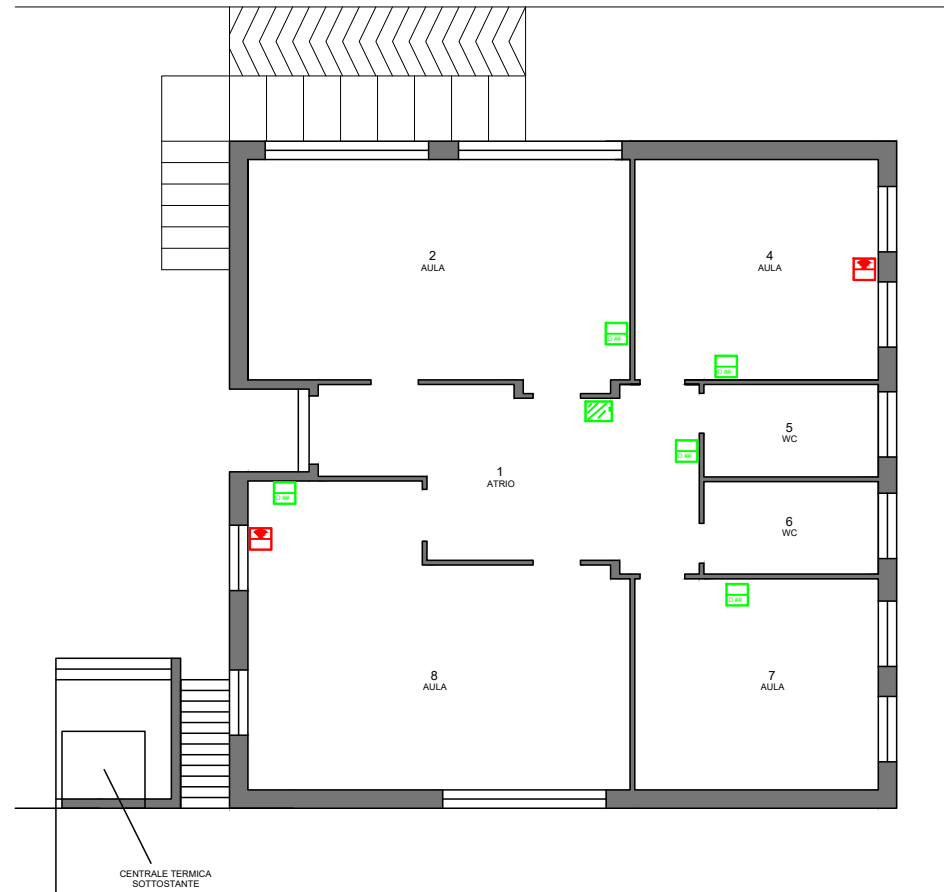 2
AULA
4
AULA
D ##
D ##
5
WC
D ##
1
ATRIO
D ##
6
WC
D ##
8
AULA
7
AULA
CENTRALE TERMICA
SOTTOSTANTE